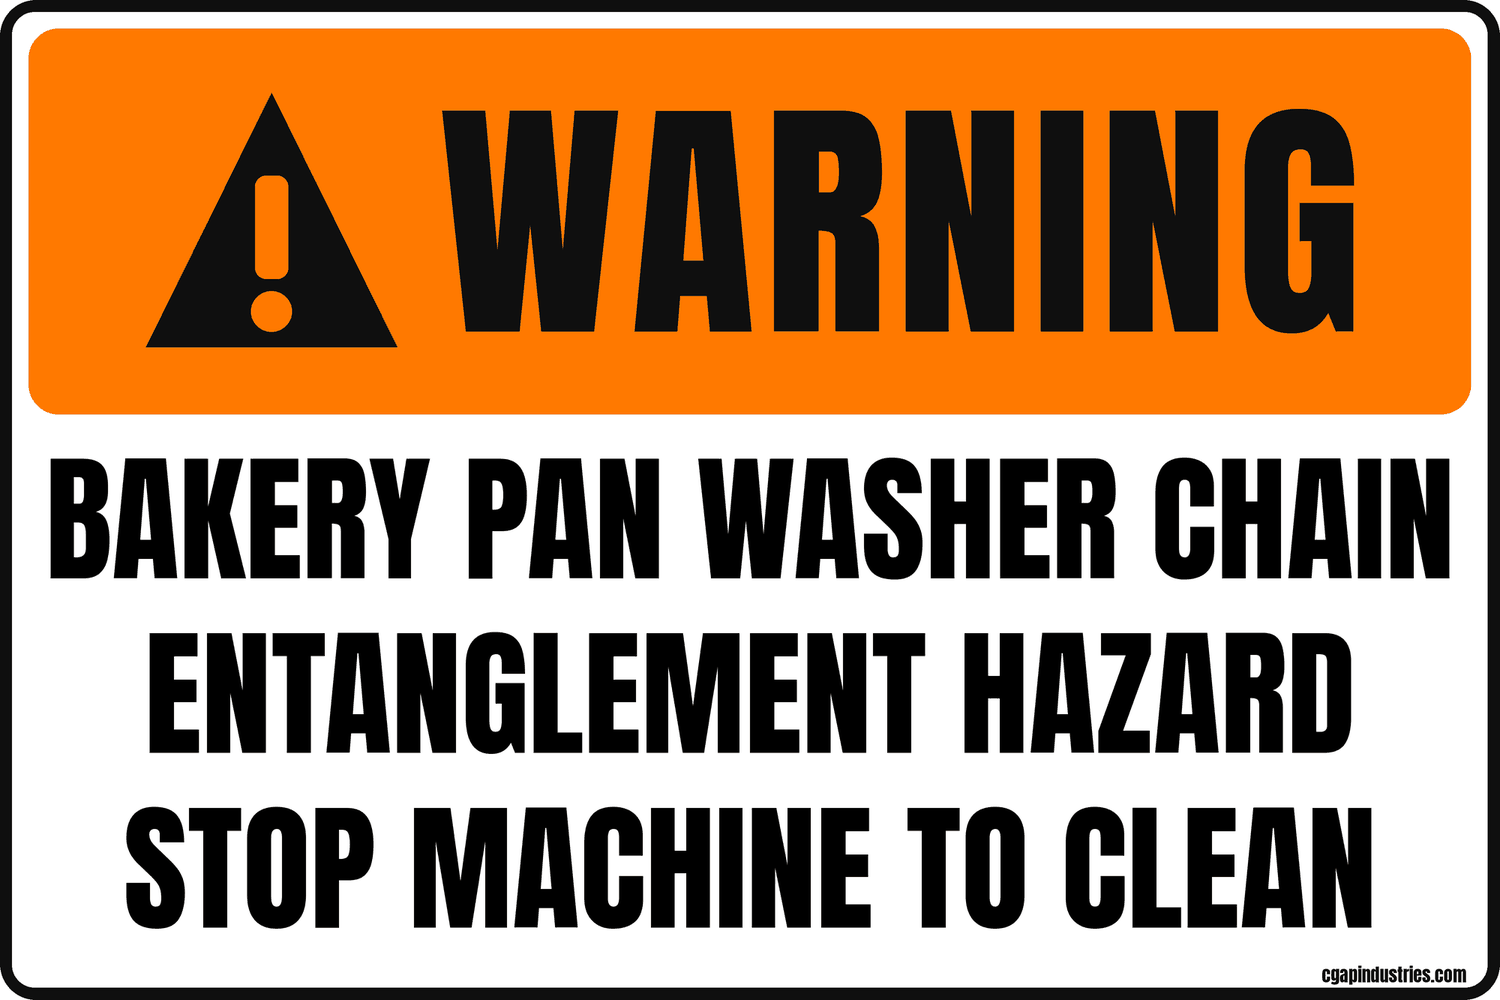 WARNING
BAKERY PAN WASHER CHAIN
ENTANGLEMENT HAZARD
STOP MACHINE TO CLEAN
cgapindustries.com